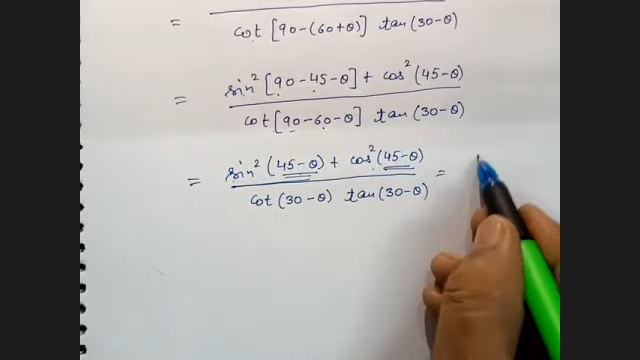 = cot [90-(60+θ)] tan (30-θ)
= sin² [90-45-θ] + cos² (45-θ)
cot [90-60-θ] tan (30-θ)
= sin² (45-θ) + cos² (45-θ) =
cot (30-θ) tan (30-θ)